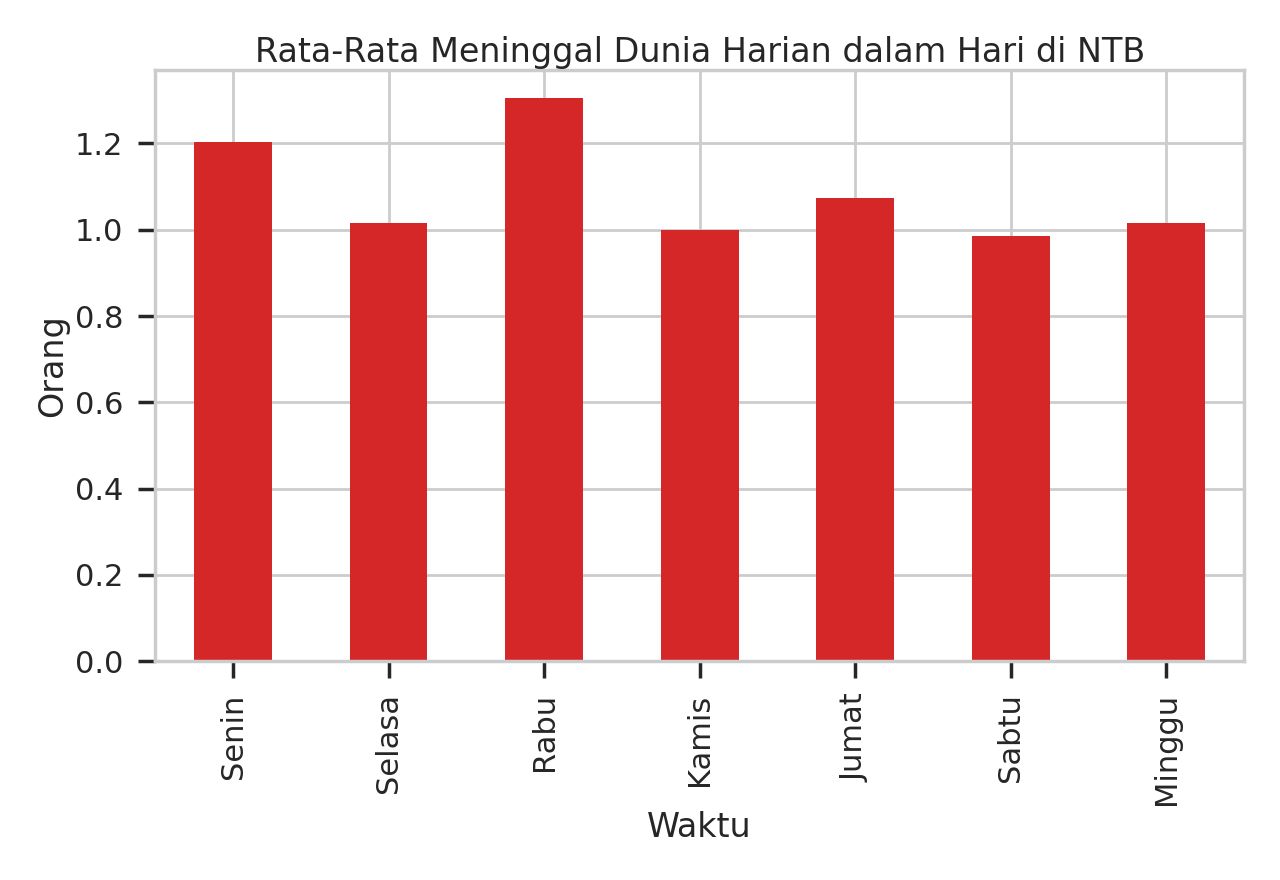 Rata-Rata Meninggal Dunia Harian dalam Hari di NTB
Orang
1.2
1.0
0.8
0.6
0.4
0.2
0.0
Senin
Selasa
Rabu
Kamis
Jumat
Sabtu
Minggu
Waktu